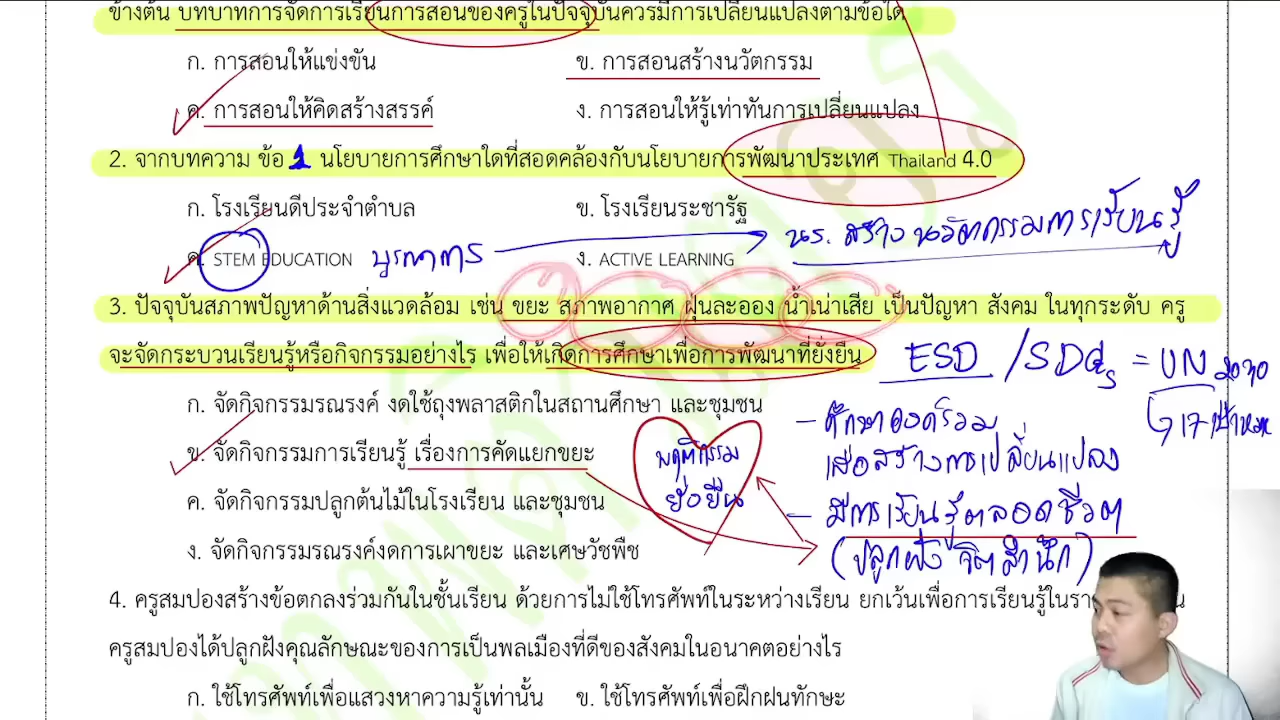 ข้างต้น บทบาทการจัดการเรียนการสอนของครูในปัจจุบันควรมีการเปลี่ยนแปลงตามข้อใด
ก. การสอนให้แข่งขัน ข. การสอนสร้างนวัตกรรม
ค. การสอนให้คิดสร้างสรรค์ ง. การสอนให้รู้เท่าทันการเปลี่ยนแปลง
2. จากบทความ ข้อ 1 นโยบายการศึกษาใดที่สอดคล้องกับนโยบายการพัฒนาประเทศ Thailand 4.0
ก. โรงเรียนดีประจำตำบล ข. โรงเรียนระชารัฐ
นร. สร้างนวัตกรรมการเรียนรู้
ค. STEM EDUCATION บูรณาการ ง. ACTIVE LEARNING
3. ปัจจุบันสภาพปัญหาด้านสิ่งแวดล้อม เช่น ขยะ สภาพอากาศ ฝุ่นละออง น้ำเน่าเสีย เป็นปัญหา สังคม ในทุกระดับ ครู
จะจัดกระบวนเรียนรู้หรือกิจกรรมอย่างไร เพื่อให้เกิดการศึกษาเพื่อการพัฒนาที่ยั่งยืน
ESD / SDGs = UN 2030
17 เป้าหมาย
ก. จัดกิจกรรมรณรงค์ งดใช้ถุงพลาสติกในสถานศึกษา และชุมชน
- ศึกษาองค์รวม
ข. จัดกิจกรรมการเรียนรู้ เรื่องการคัดแยกขยะ
พฤติกรรม
ยั่งยืน
เพื่อสร้างการเปลี่ยนแปลง
ค. จัดกิจกรรมปลูกต้นไม้ในโรงเรียน และชุมชน
- มีการเรียนรู้ตลอดชีวิต
ง. จัดกิจกรรมรณรงค์งดการเผาขยะ และเศษวัชพืช
(ปลูกฝัง จิตสำนึก)
4. ครูสมปองสร้างข้อตกลงร่วมกันในชั้นเรียน ด้วยการไม่ใช้โทรศัพท์ในระหว่างเรียน ยกเว้นเพื่อการเรียนรู้ใน
ครูสมปองได้ปลูกฝังคุณลักษณะของการเป็นพลเมืองที่ดีของสังคมในอนาคตอย่างไร
ก. ใช้โทรศัพท์เพื่อแสวงหาความรู้เท่านั้น ข. ใช้โทรศัพท์เพื่อฝึกฝนทักษะ